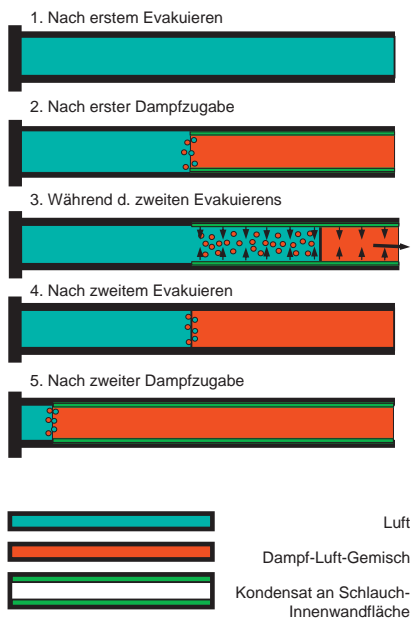 1. Nach erstem Evakuieren
2. Nach erster Dampfzugabe
3. Während d. zweiten Evakuierens
4. Nach zweitem Evakuieren
5. Nach zweiter Dampfzugabe
Luft
Dampf-Luft-Gemisch
Kondensat an Schlauch-
Innenwandfläche